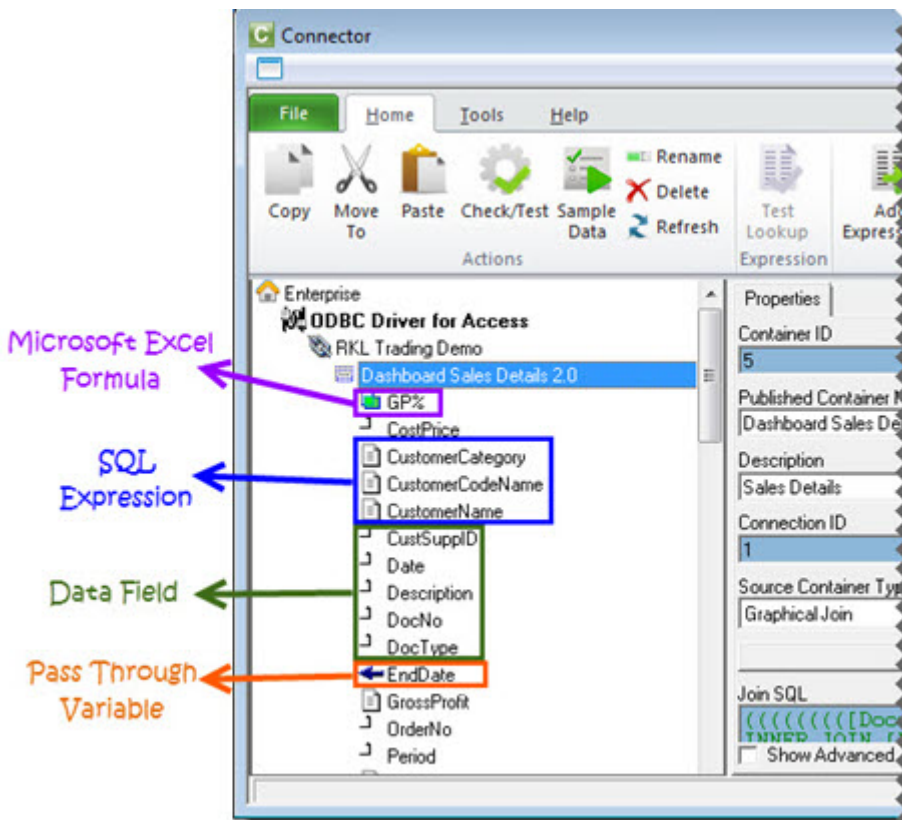 Connector
File Home Tools Help
Copy Move To Paste Check/Test Sample Data Rename Delete Refresh
Test Lookup
Actions Expression
Enterprise
ODBC Driver for Access
RKL Trading Demo
Dashboard Sales Details 2.0
GP%
CostPrice
CustomerCategory
CustomerCodeName
CustomerName
CustSuppID
Date
Description
DocNo
DocType
EndDate
GrossProfit
OrderNo
Period
Microsoft Excel
Formula
SQL
Expression
Data Field
Pass Through
Variable
Properties
Container ID
5
Published Container N
Dashboard Sales De
Description
Sales Details
Connection ID
1
Source Container Typ
Graphical Join
Join SQL
((((((((([Doc
INNER JOIN
Show Advanced